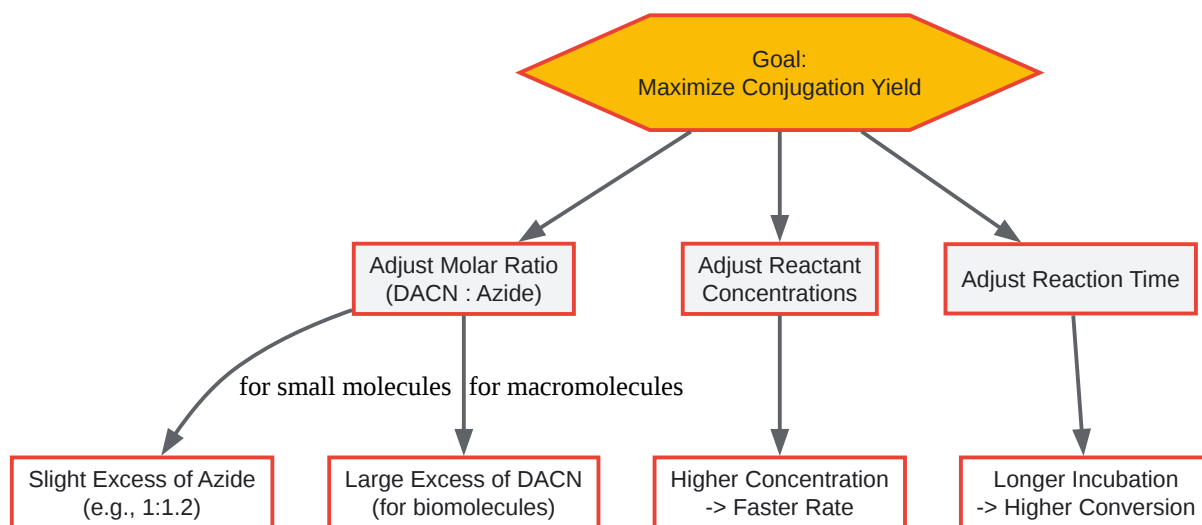 Goal:
Maximize Conjugation Yield
Adjust Molar Ratio
(DACN : Azide)
Adjust Reactant
Concentrations
Adjust Reaction Time
for small molecules
for macromolecules
Slight Excess of Azide
(e.g., 1:1.2)
Large Excess of DACN
(for biomolecules)
Higher Concentration
-> Faster Rate
Longer Incubation
-> Higher Conversion